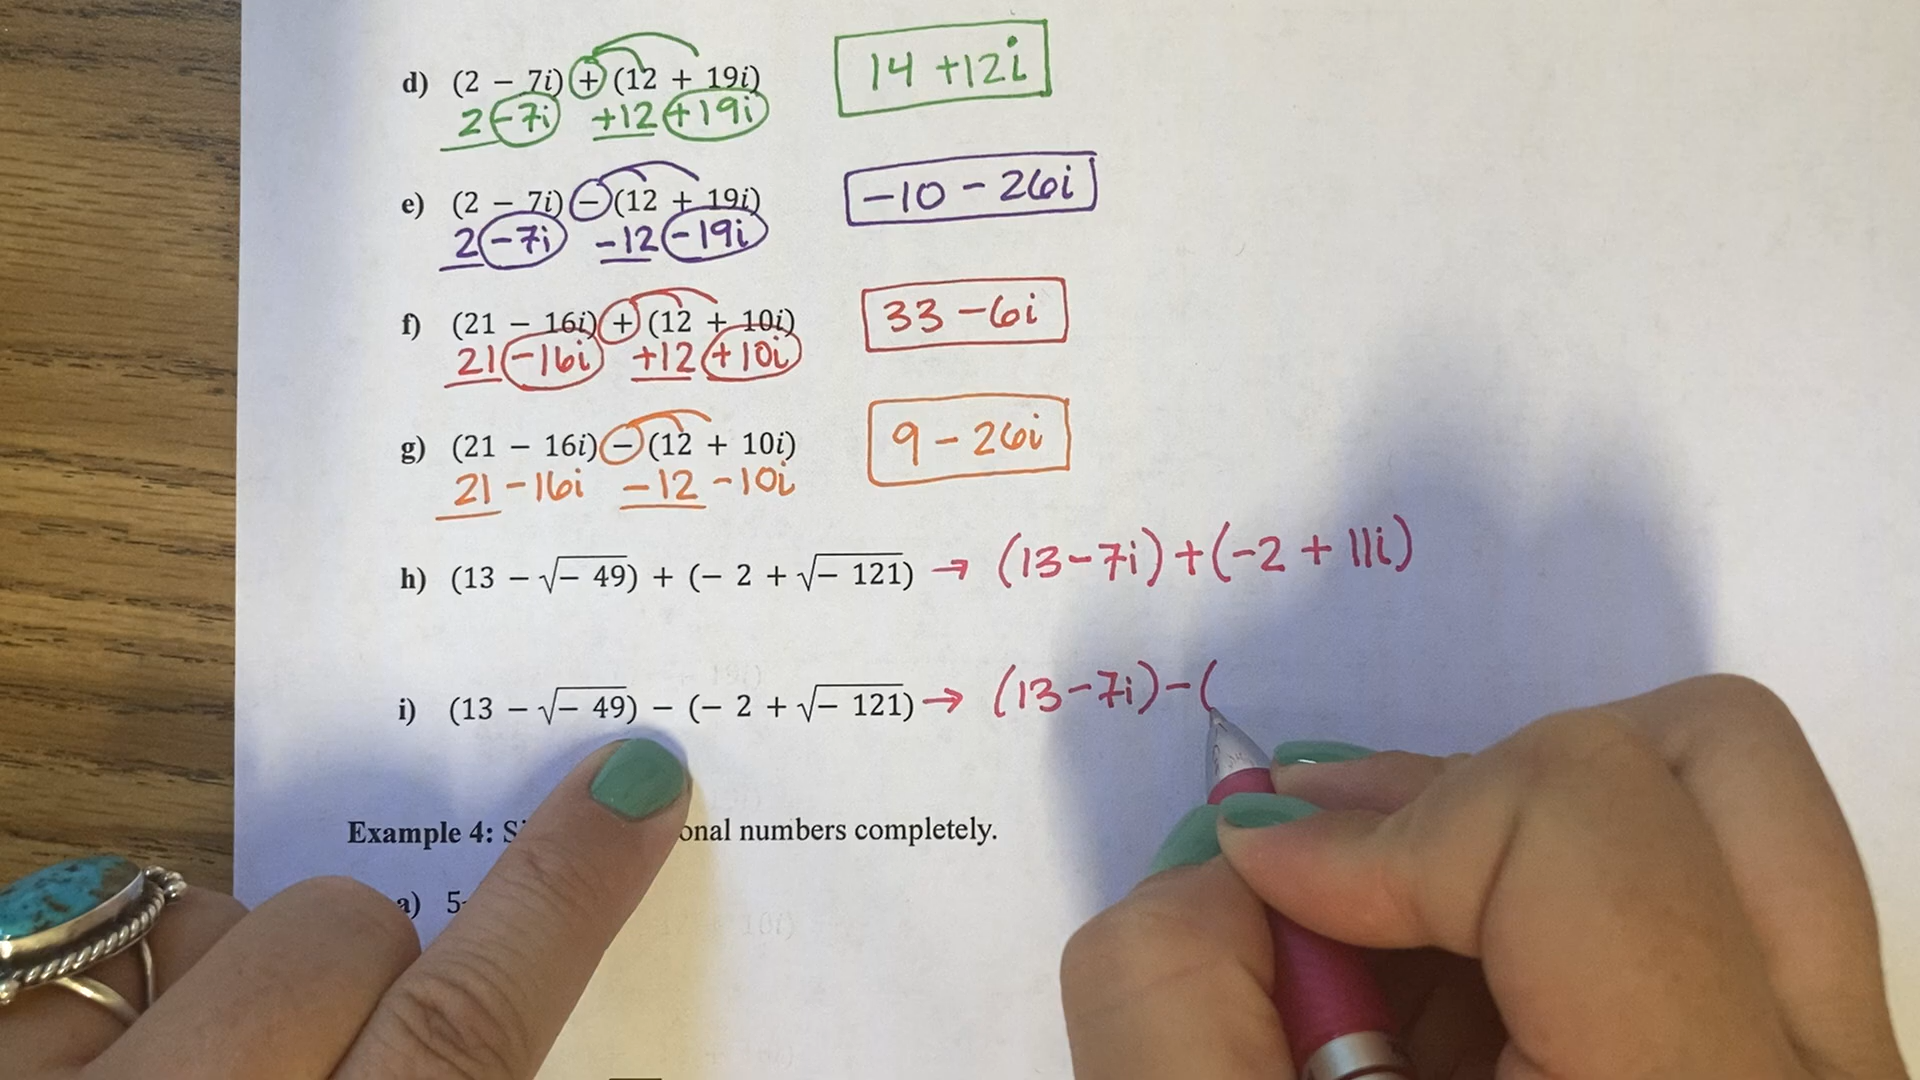 d) (2 − 7i) + (12 + 19i) 14 + 12i
2 − 7i + 12 + 19i
e) (2 − 7i) − (12 + 19i) −10 − 26i
2 − 7i − 12 − 19i
f) (21 − 16i) + (12 + 10i) 33 − 6i
21 − 16i + 12 + 10i
g) (21 − 16i) − (12 + 10i) 9 − 26i
21 − 16i − 12 − 10i
h) (13 − √− 49) + (− 2 + √− 121) → (13 − 7i) + (−2 + 11i)
i) (13 − √− 49) − (− 2 + √− 121) → (13 − 7i) − (
Example 4: numbers completely.
a) 5